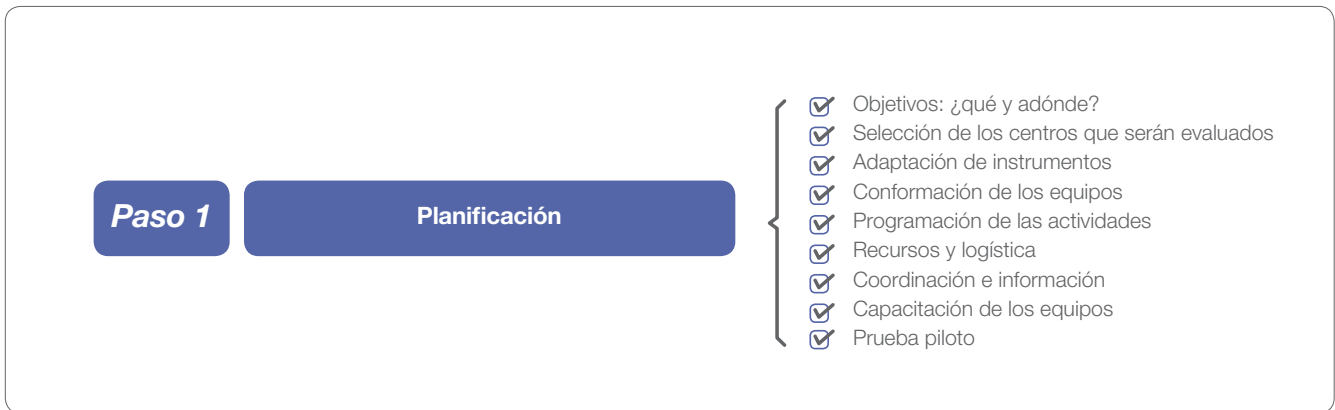 Paso 1
Planificación
Objetivos: ¿qué y adónde?
Selección de los centros que serán evaluados
Adaptación de instrumentos
Conformación de los equipos
Programación de las actividades
Recursos y logística
Coordinación e información
Capacitación de los equipos
Prueba piloto